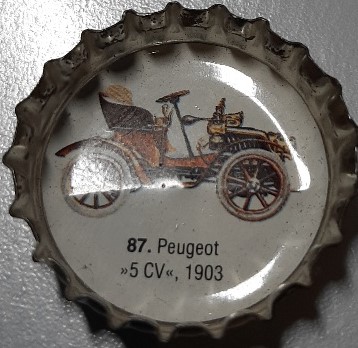 87. Peugeot
»5 CV«, 1903